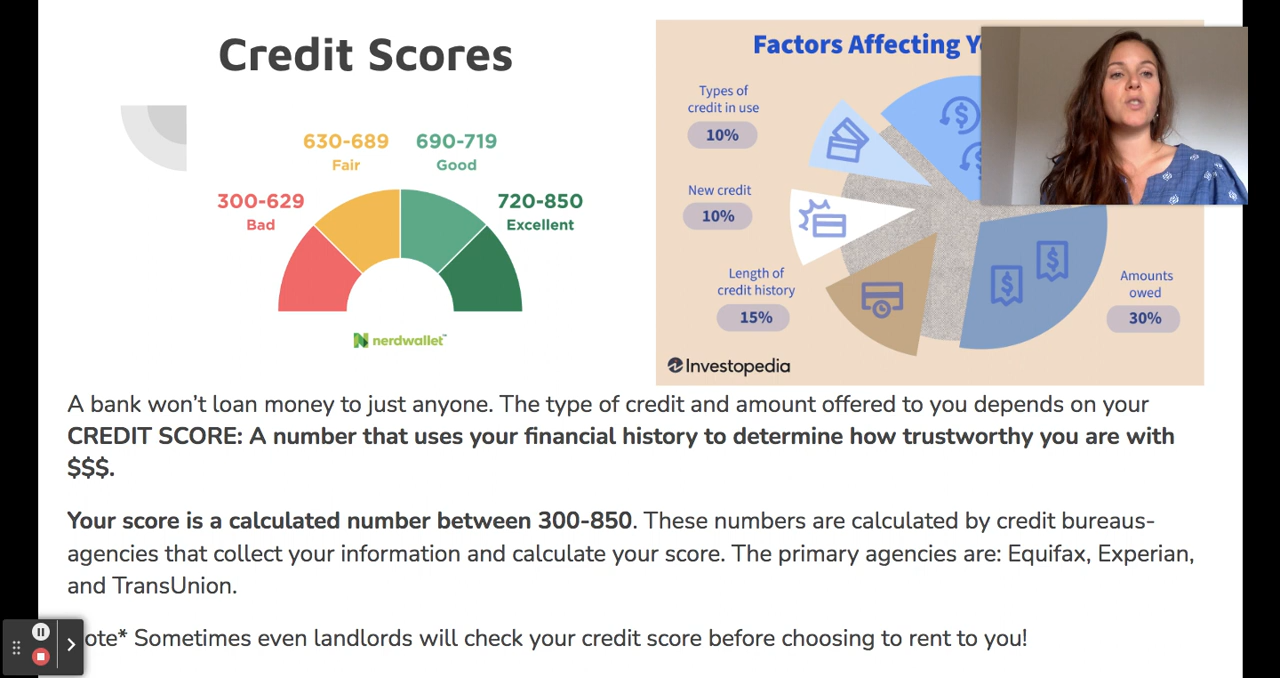 Credit Scores
630-689
Fair
690-719
Good
300-629
Bad
720-850
Excellent
nerdwallet™
Factors Affecting
Types of
credit in use
10%
New credit
10%
Length of
credit history
15%
Amounts
owed
30%
Investopedia
A bank won’t loan money to just anyone. The type of credit and amount offered to you depends on your
CREDIT SCORE: A number that uses your financial history to determine how trustworthy you are with
$$$.
Your score is a calculated number between 300-850. These numbers are calculated by credit bureaus-
agencies that collect your information and calculate your score. The primary agencies are: Equifax, Experian,
and TransUnion.
ote* Sometimes even landlords will check your credit score before choosing to rent to you!